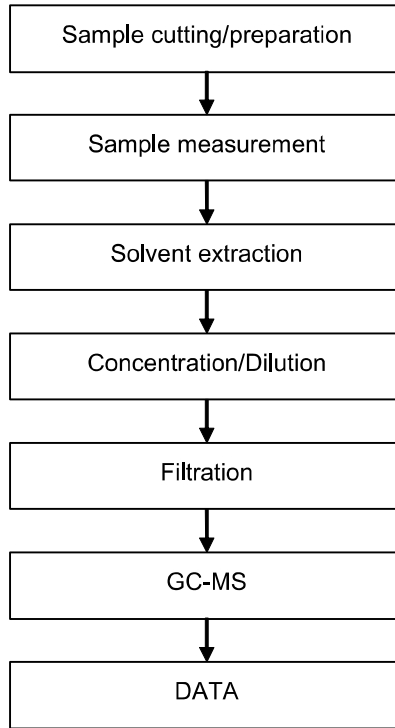 Sample cutting/preparation
Sample measurement
Solvent extraction
Concentration/Dilution
Filtration
GC-MS
DATA